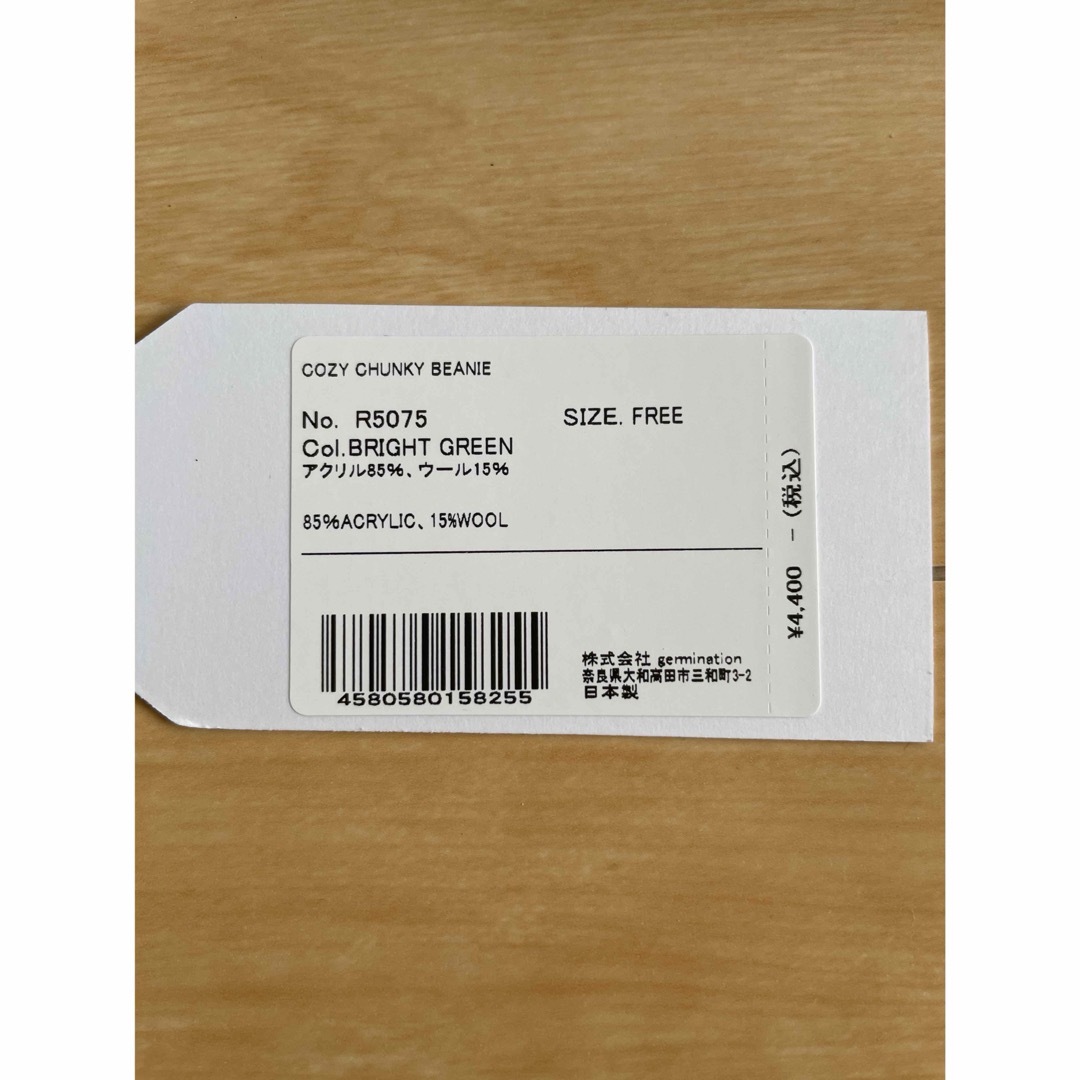 COZY CHUNKY BEANIE
No. R5075
SIZE. FREE
Col.BRIGHT GREEN
アクリル85%、ウール15%
85%ACRYLIC、15%WOOL
4580580158255
株式会社 germination
奈良県大和高田市三和町3-2
日本製
¥4,400 －(税込)